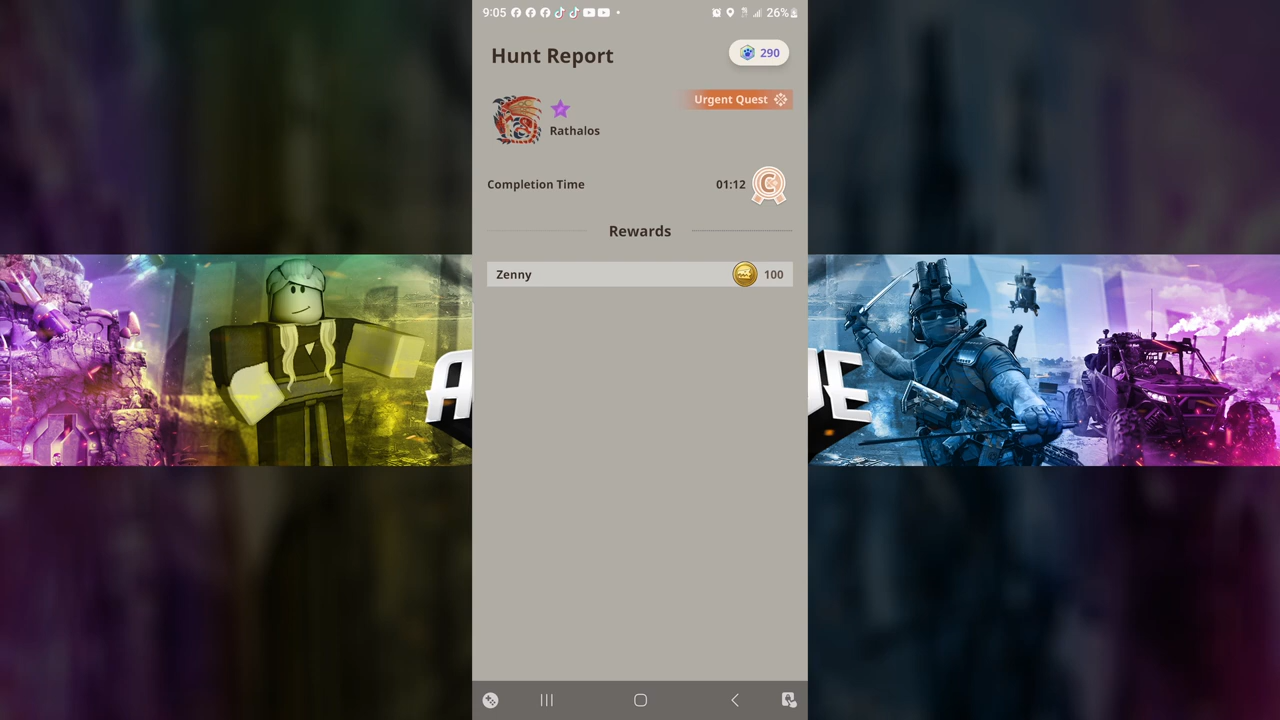 9:05
26%
Hunt Report
290
Urgent Quest
Rathalos
Completion Time
01:12
C
Rewards
Zenny
100